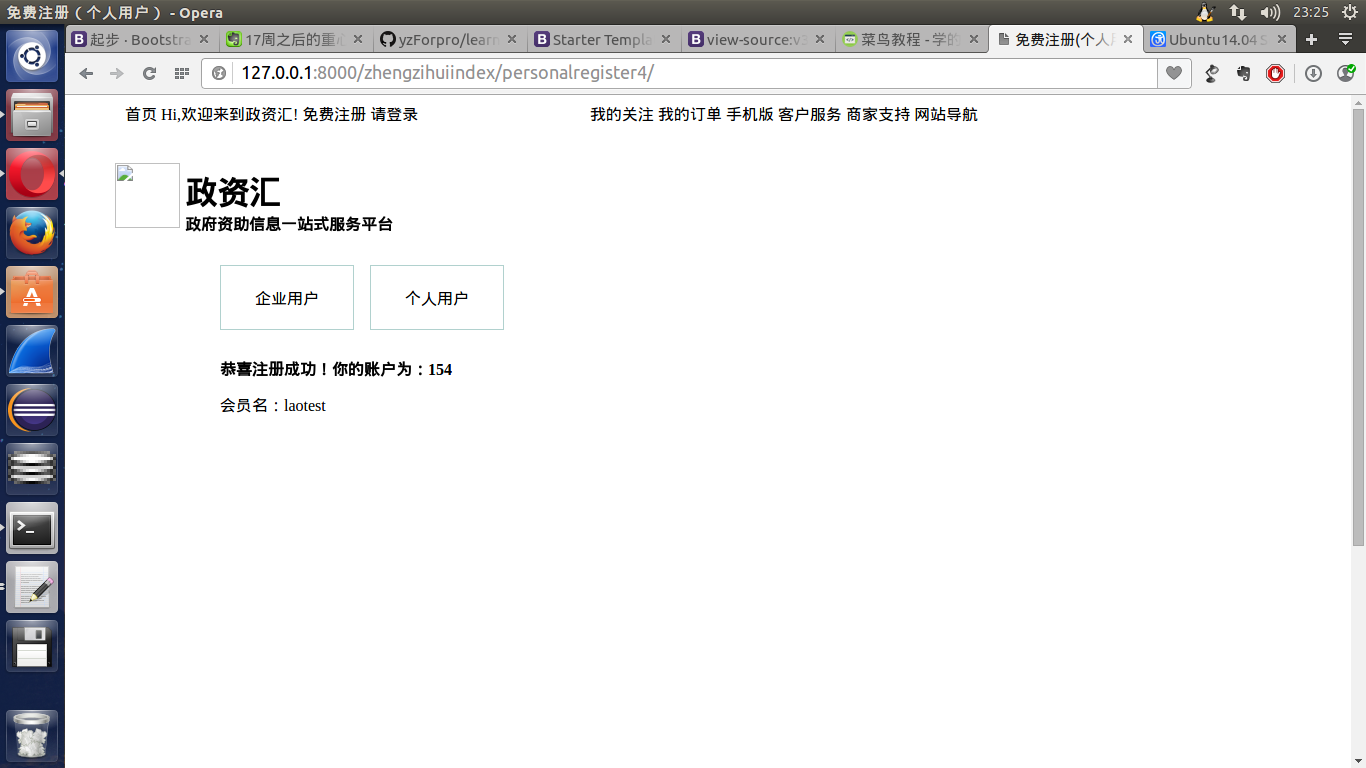 免费注册（个人用户）- Opera
23:25
起步 · Bootstra
17周之后的重心
yzForpro/learn
Starter Templa
view-source:v3
菜鸟教程 - 学的
免费注册(个人用
Ubuntu14.04 S
127.0.0.1:8000/zhengzihuiindex/personalregister4/
首页 Hi,欢迎来到政资汇! 免费注册 请登录
我的关注 我的订单 手机版 客户服务 商家支持 网站导航
政资汇
政府资助信息一站式服务平台
企业用户
个人用户
恭喜注册成功！你的账户为：154
会员名：laotest